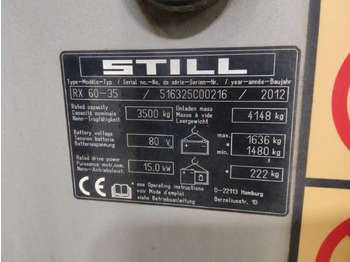 STILL
Type-Modèle-Typ / Serial no.-No. de série-Serien-Nr. / year-année-Baujahr
RX 60-35 / 516325C00216 / 2012
Rated capacity
Capacité nominale
Nenn-Tragfähigkeit
3500 kg
Unladen mass
Masse à vide
Leergewicht
4148 kg
Battery voltage
Tension batterie
Batteriespannung
80 V
max. * 1636 kg
min. * 1480 kg
Rated drive power
Puissance motr. nom.
Nenn-Antriebsleist.
15.0 kW
* 222 kg
* see Operating instructions
voir Mode d'emploi
siehe Betriebsanleitung
D-22113 Hamburg
Berzeliusstr. 10
CE